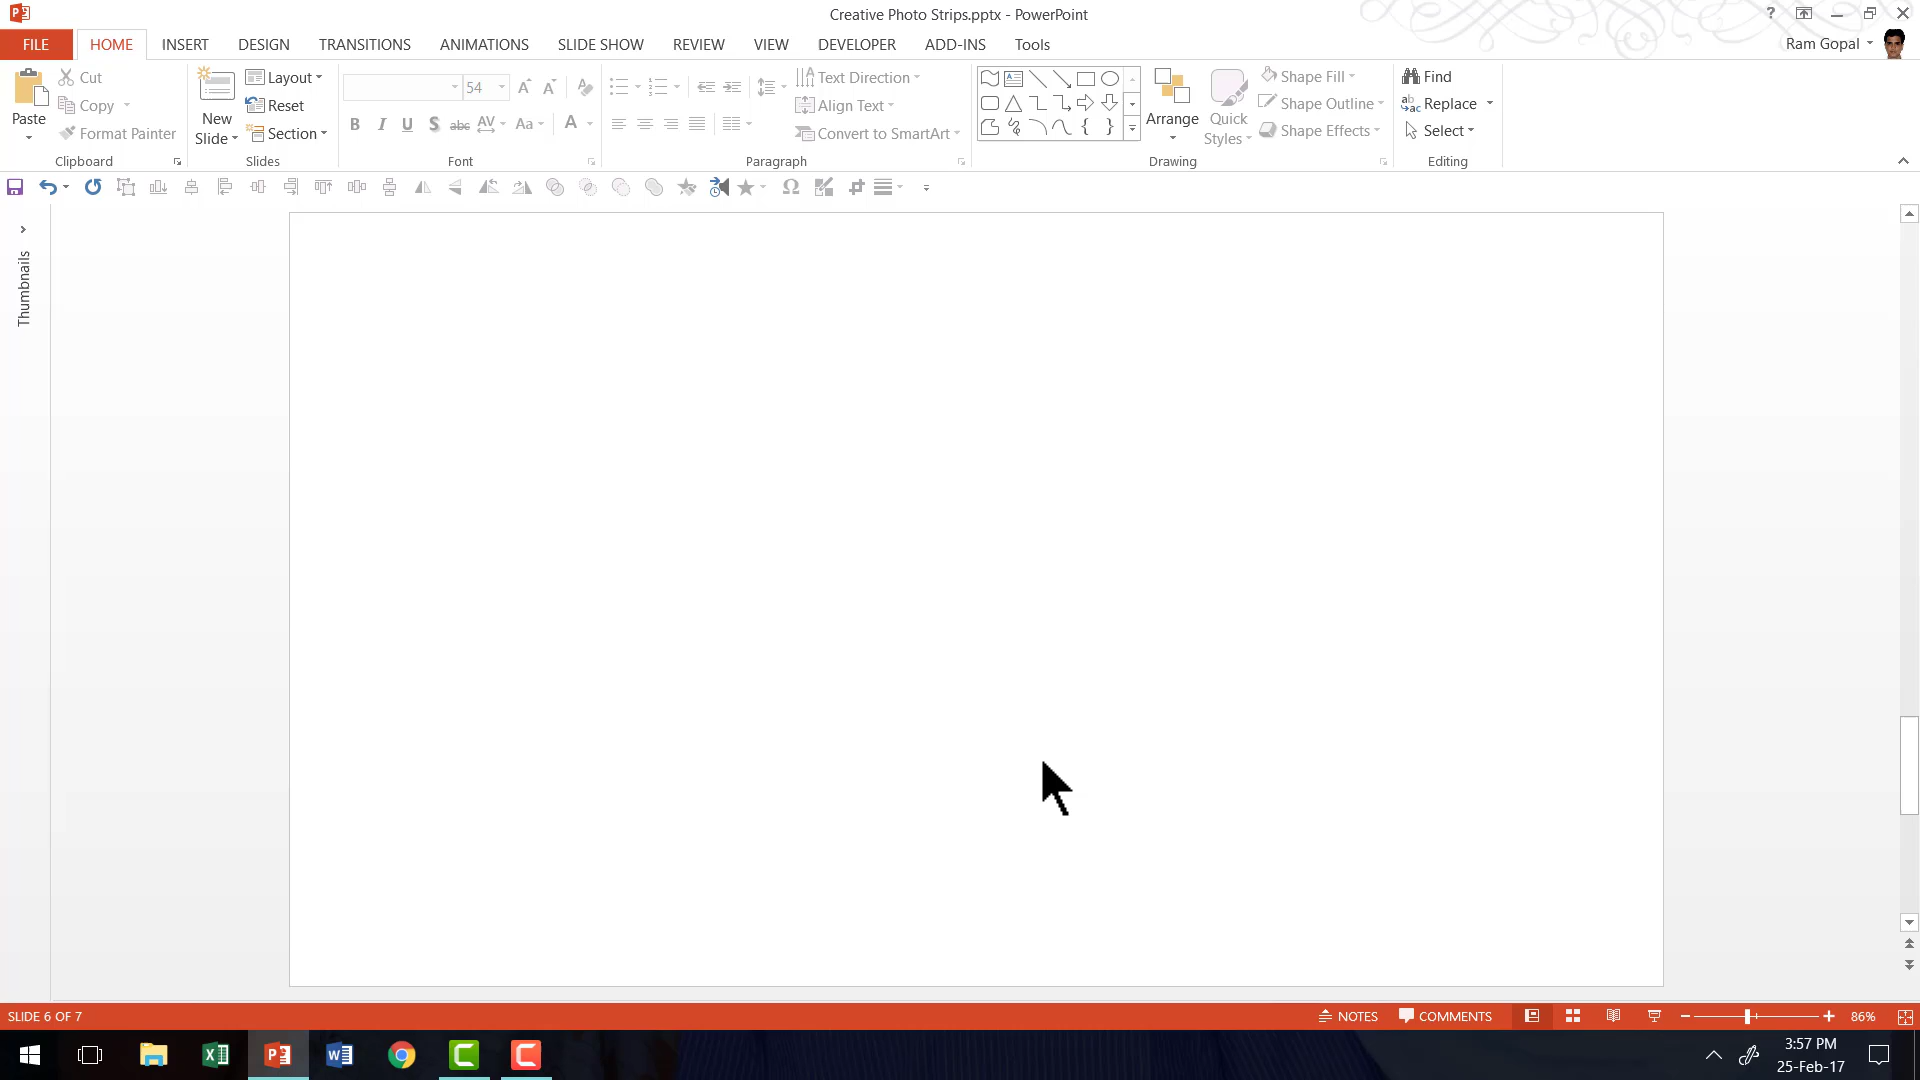 Creative Photo Strips.pptx - PowerPoint
?
FILE HOME INSERT DESIGN TRANSITIONS ANIMATIONS SLIDE SHOW REVIEW VIEW DEVELOPER ADD-INS Tools
Ram Gopal
Paste
Cut
Copy
Format Painter
Clipboard
New
Slide
Layout
Reset
Section
Slides
54
B I U S abc AV Aa A
Font
Text Direction
Align Text
Convert to SmartArt
Paragraph
Arrange
Quick
Styles
Shape Fill
Shape Outline
Shape Effects
Drawing
Find
Replace
Select
Editing
Thumbnails
SLIDE 6 OF 7
NOTES COMMENTS 86%
3:57 PM
25-Feb-17